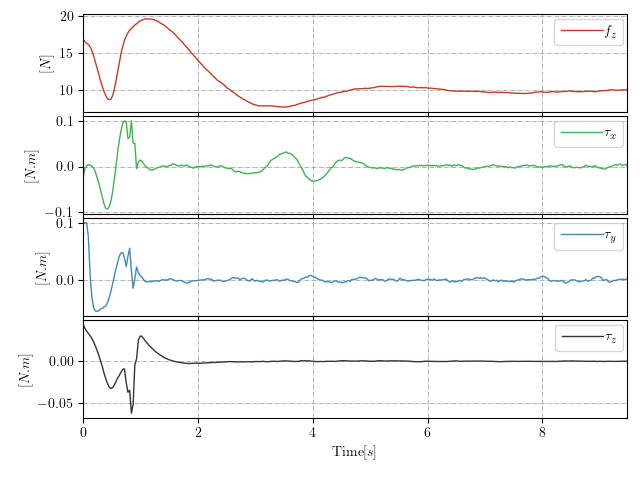 20
15
10
[N]
f_z
0.1
0.0
−0.1
[N.m]
τ_x
0.1
0.0
[N.m]
τ_y
0.00
−0.05
[N.m]
τ_z
0 2 4 6 8
Time[s]